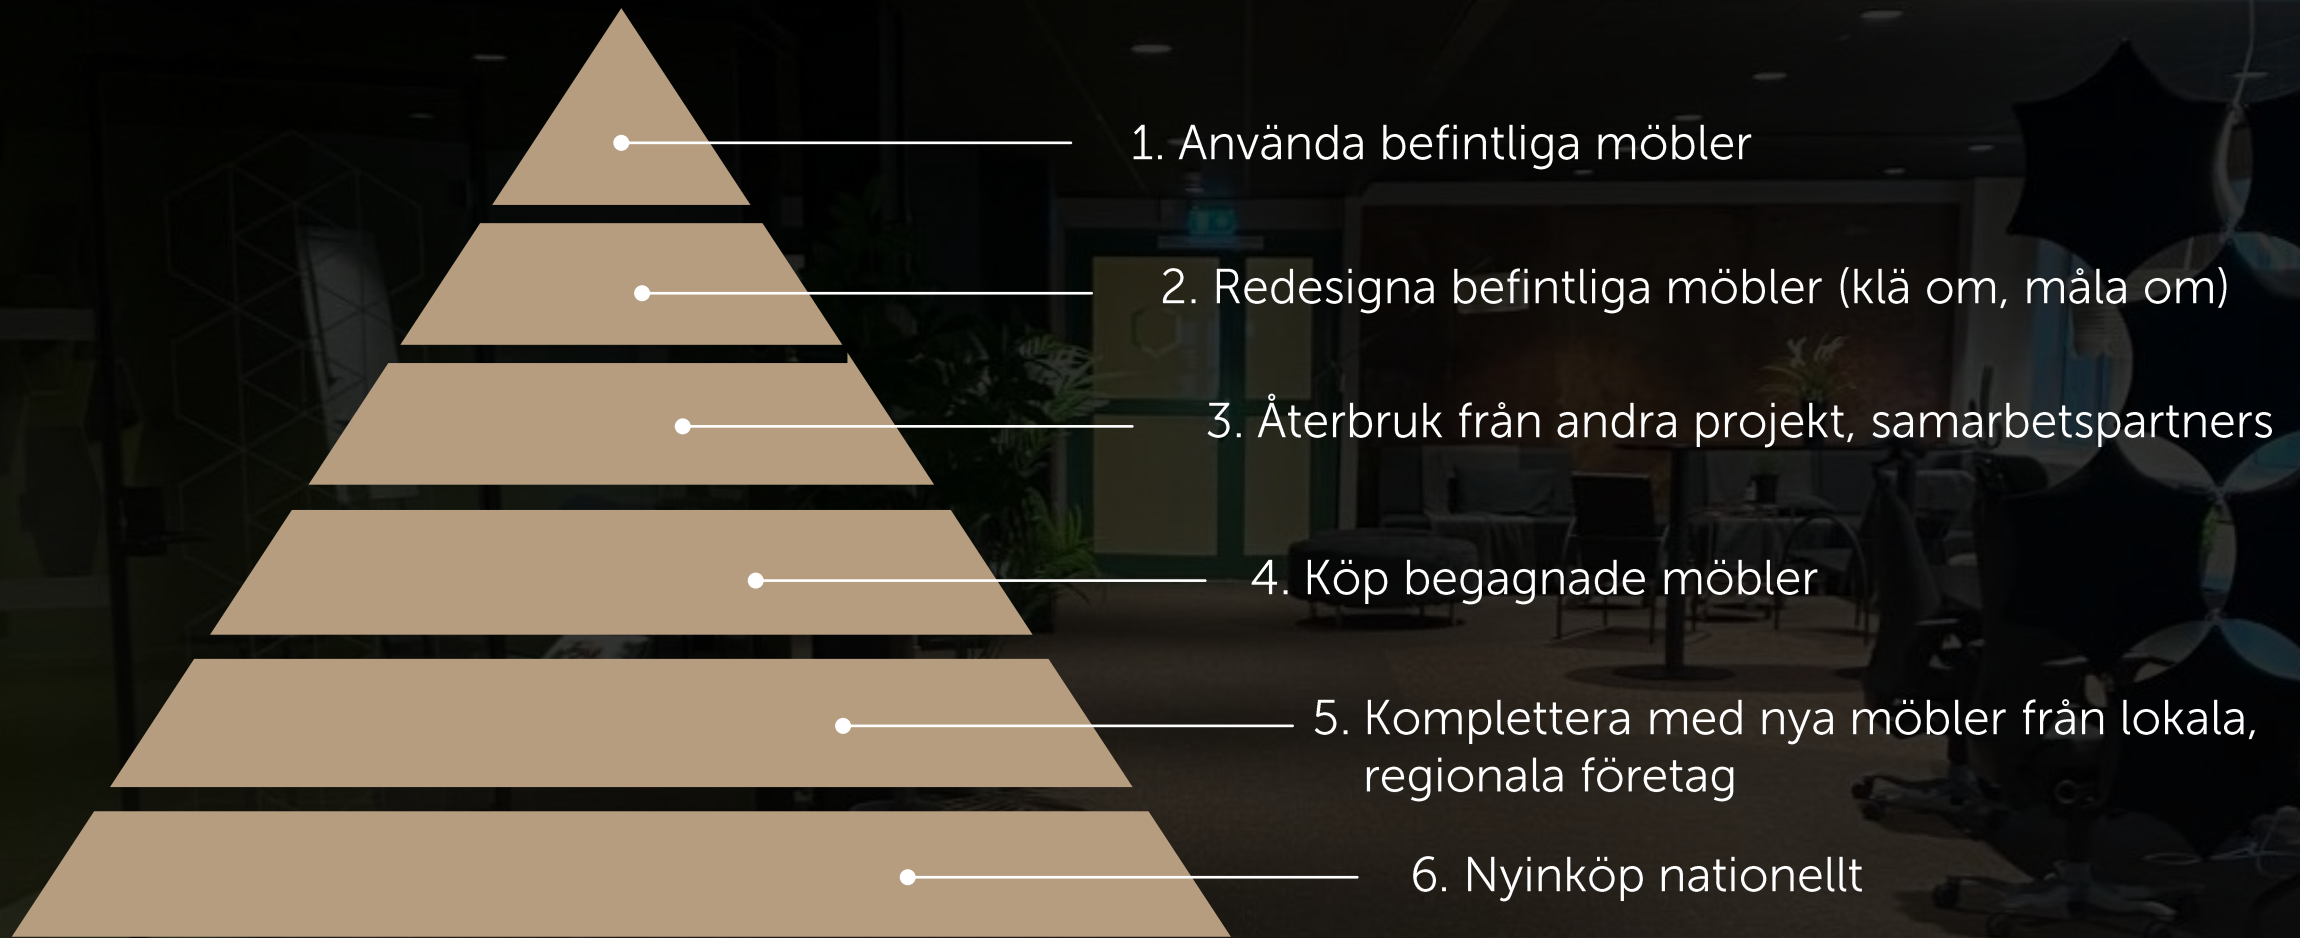 1. Använda befintliga möbler
2. Redesigna befintliga möbler (klä om, måla om)
3. Återbruk från andra projekt, samarbetspartners
4. Köp begagnade möbler
5. Komplettera med nya möbler från lokala,
regionala företag
6. Nyinköp nationellt